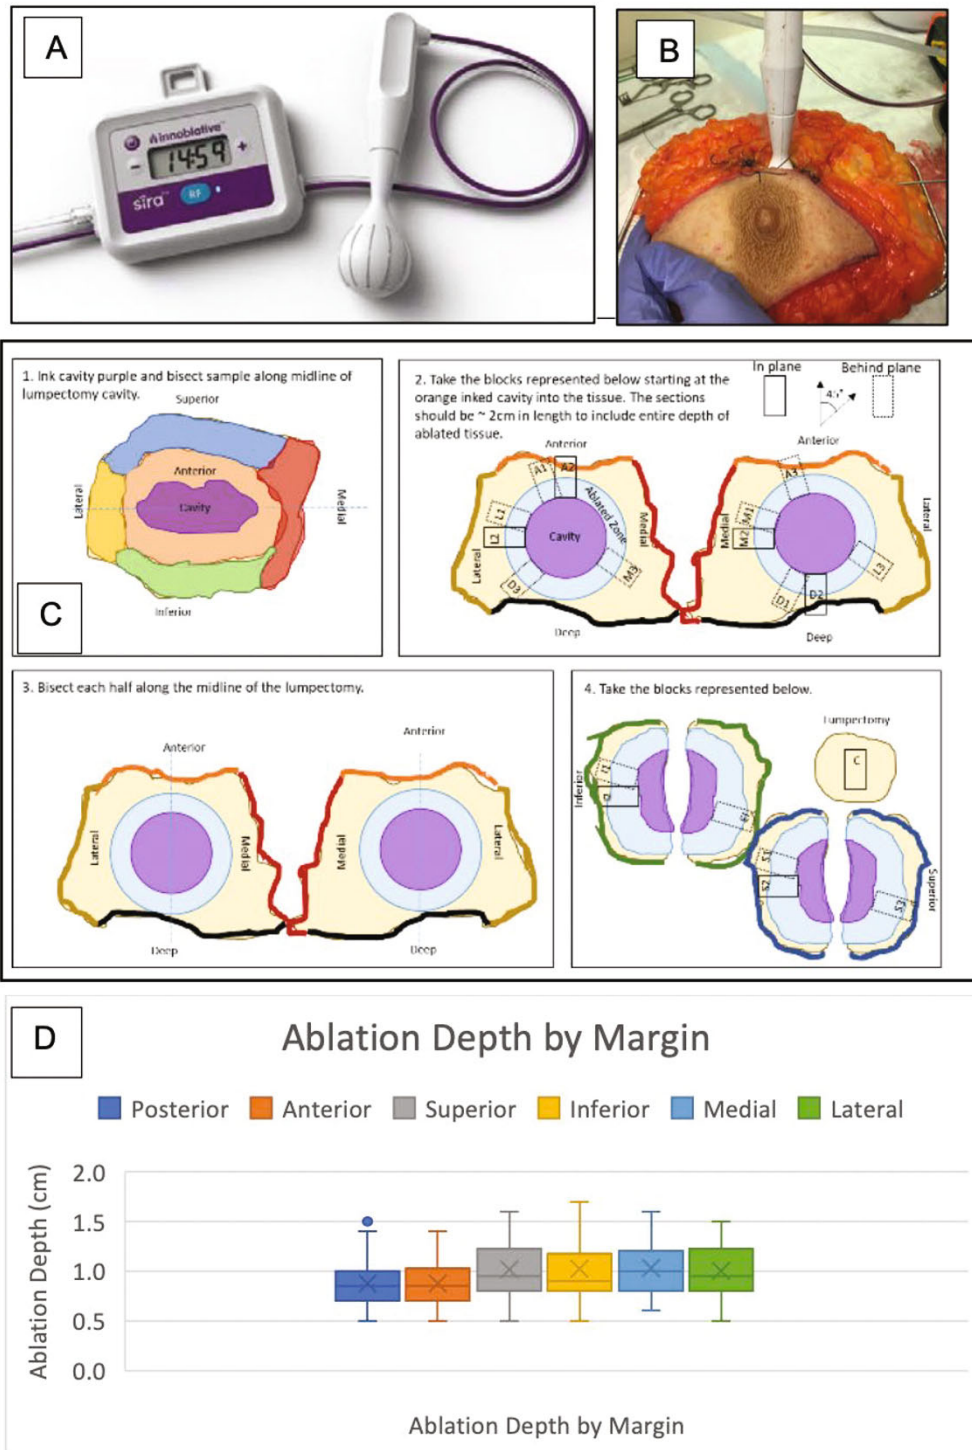 A
innoblative
14:59
- +
sira RF
B
1. Ink cavity purple and bisect sample along midline of
lumpectomy cavity.
Superior
Anterior
Lateral
Cavity
Medial
Inferior
C
2. Take the blocks represented below starting at the
orange inked cavity into the tissue. The sections
should be ~ 2cm in length to include entire depth of
ablated tissue.
In plane
Behind plane
45°
Anterior
A1 A2
L1
L2
Cavity
Ablated Zone
Medial
Lateral
D3
M3
Deep
Anterior
A3
M1
M2
Medial
Lateral
L3
D1 D2
Deep
3. Bisect each half along the midline of the lumpectomy.
Anterior
Lateral
Medial
Deep
Anterior
Medial
Lateral
Deep
4. Take the blocks represented below.
Lumpectomy
C
Inferior
I1
S1
S2
S3
Superior
D
Ablation Depth by Margin
Posterior Anterior Superior Inferior Medial Lateral
Ablation Depth (cm)
2.0
1.5
1.0
0.5
0.0
Ablation Depth by Margin